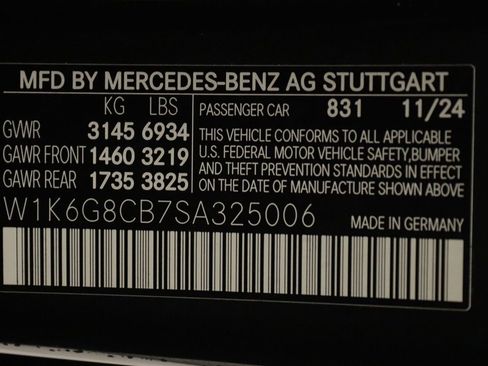 MFD BY MERCEDES-BENZ AG STUTTGART
KG LBS
GVWR 3145 6934
GAWR FRONT 1460 3219
GAWR REAR 1735 3825
PASSENGER CAR 831 11/24
THIS VEHICLE CONFORMS TO ALL APPLICABLE
U.S. FEDERAL MOTOR VEHICLE SAFETY,BUMPER
AND THEFT PREVENTION STANDARDS IN EFFECT
ON THE DATE OF MANUFACTURE SHOWN ABOVE.
W1K6G8CB7SA325006
MADE IN GERMANY